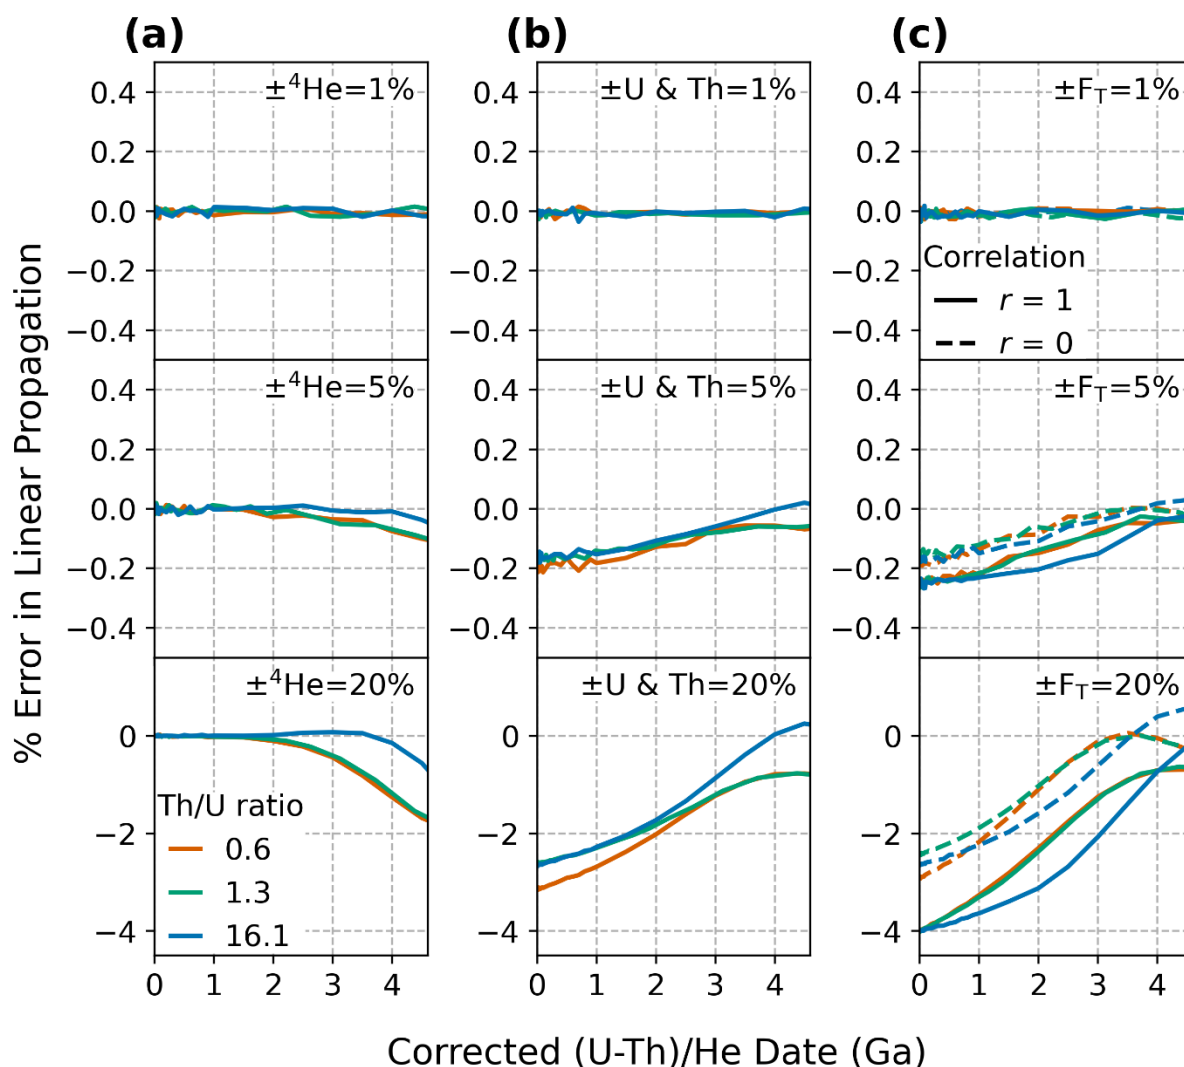 (a) (b) (c)
% Error in Linear Propagation
0.4
0.2
0.0
−0.2
−0.4
±⁴He=1%
0.4
0.2
0.0
−0.2
−0.4
±U & Th=1%
0.4
0.2
0.0
−0.2
−0.4
±F_T=1%
Correlation
r = 1
r = 0
0.4
0.2
0.0
−0.2
−0.4
±⁴He=5%
0.4
0.2
0.0
−0.2
−0.4
±U & Th=5%
0.4
0.2
0.0
−0.2
−0.4
±F_T=5%
0
−2
−4
±⁴He=20%
Th/U ratio
0.6
1.3
16.1
0 1 2 3 4
0
−2
−4
±U & Th=20%
0 1 2 3 4
0
−2
−4
±F_T=20%
0 1 2 3 4
Corrected (U-Th)/He Date (Ga)